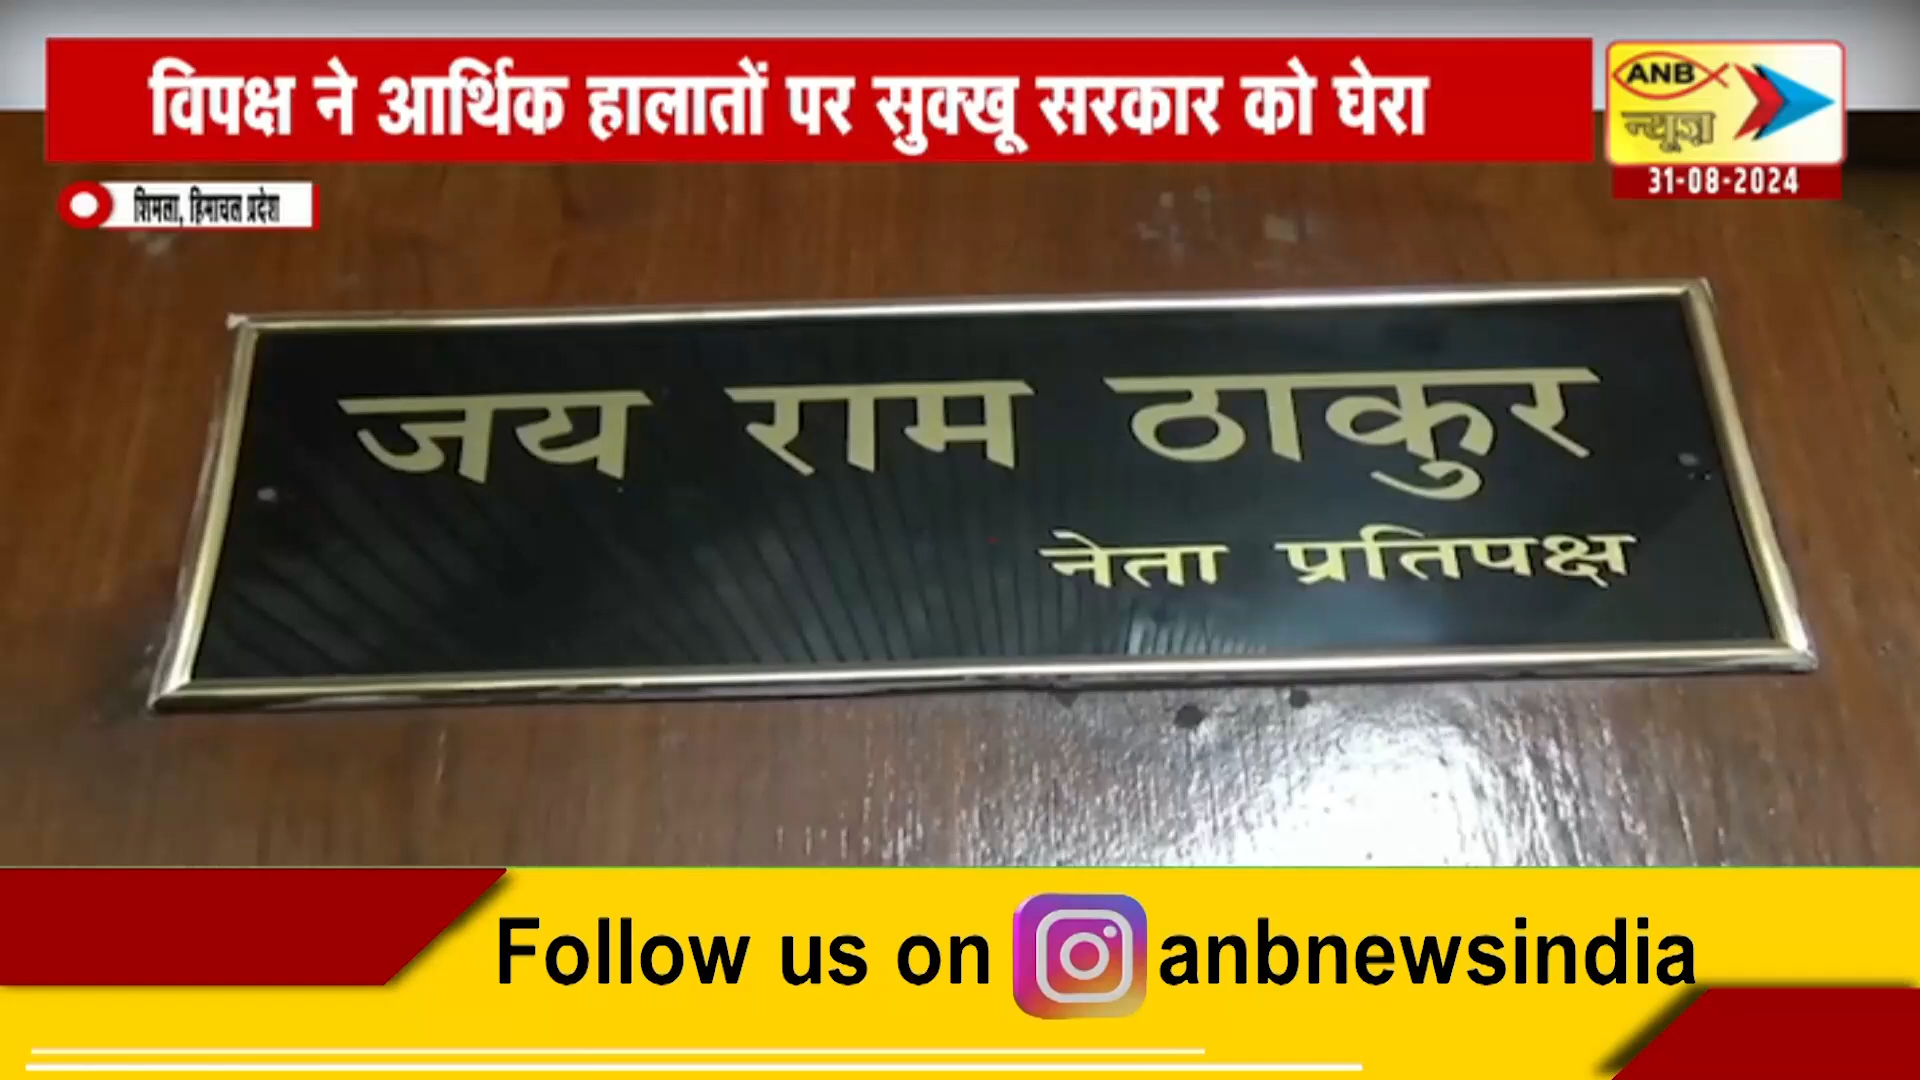 विपक्ष ने आर्थिक हालातों पर सुक्खू सरकार को घेरा
ANB
न्यूज़
31-08-2024
शिमला, हिमाचल प्रदेश
जय राम ठाकुर
नेता प्रतिपक्ष
Follow us on anbnewsindia